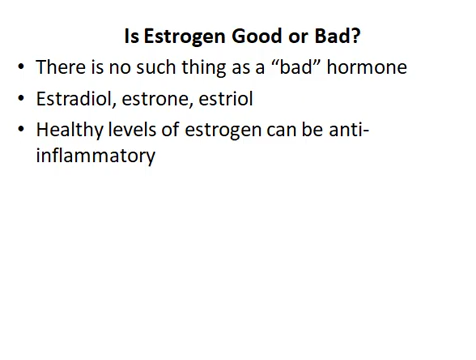 Is Estrogen Good or Bad?
• There is no such thing as a “bad” hormone
• Estradiol, estrone, estriol
• Healthy levels of estrogen can be anti-
inflammatory